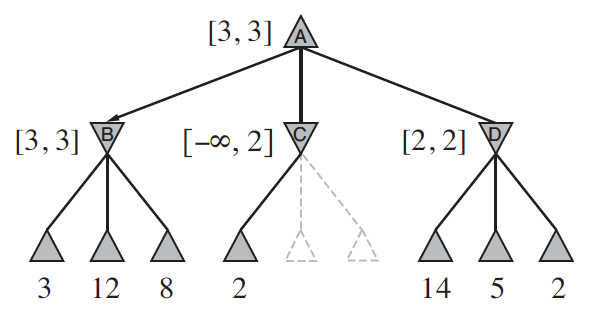 [3, 3] A
[3, 3] B [−∞, 2] C [2, 2] D
3 12 8 2 14 5 2